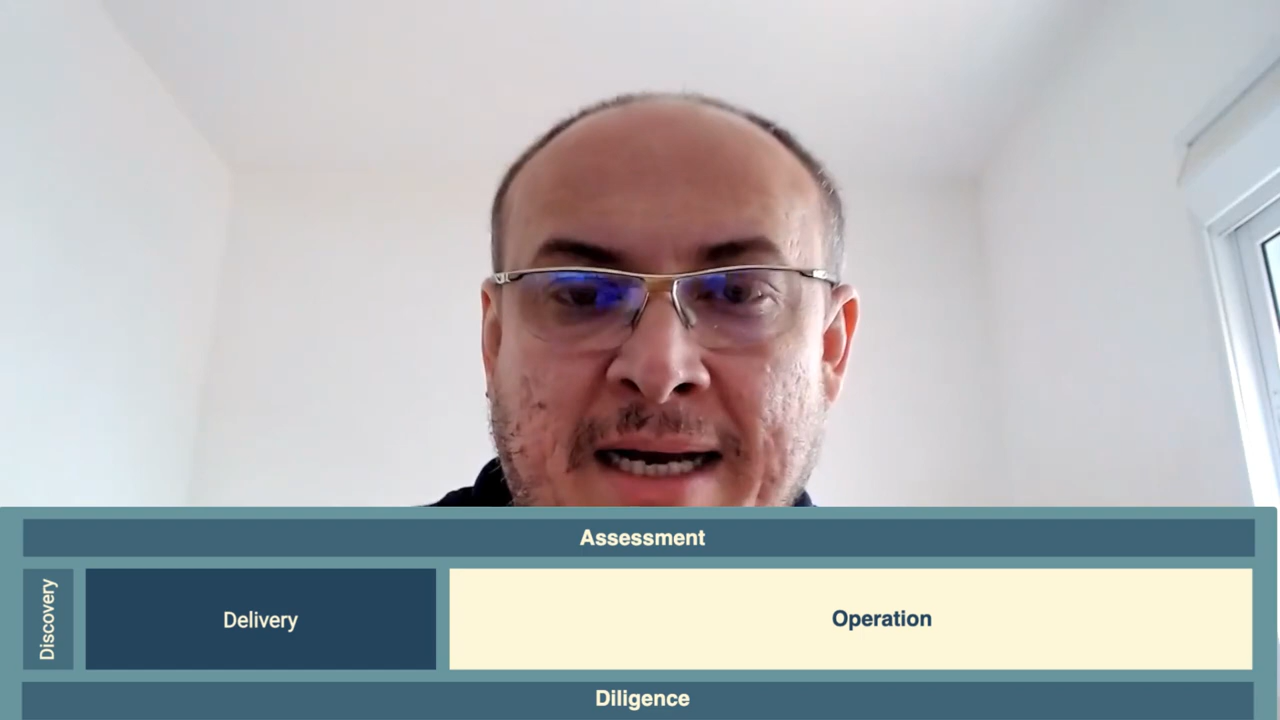 Assessment
Discovery
Delivery
Operation
Diligence